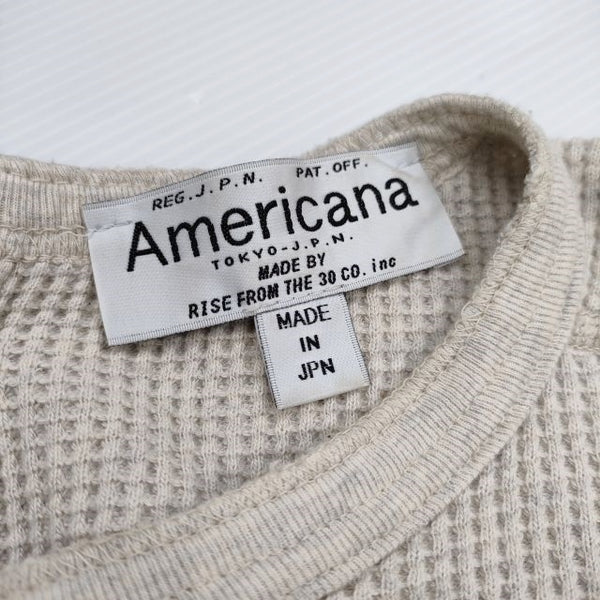 REG. J. P. N. PAT. OFF.
Americana
TOKYO-J.P.N.
MADE BY
RISE FROM THE 30 CO. inc
MADE
IN
JPN